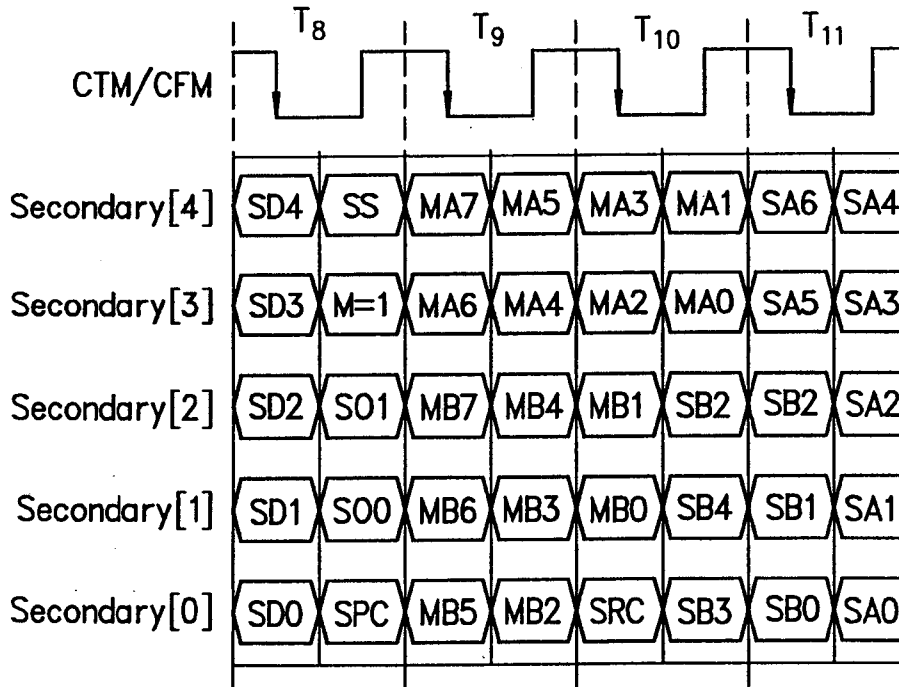 T8 T9 T10 T11
CTM/CFM
Secondary[4] SD4 SS MA7 MA5 MA3 MA1 SA6 SA4
Secondary[3] SD3 M=1 MA6 MA4 MA2 MA0 SA5 SA3
Secondary[2] SD2 SO1 MB7 MB4 MB1 SB2 SB2 SA2
Secondary[1] SD1 SO0 MB6 MB3 MB0 SB4 SB1 SA1
Secondary[0] SD0 SPC MB5 MB2 SRC SB3 SB0 SA0